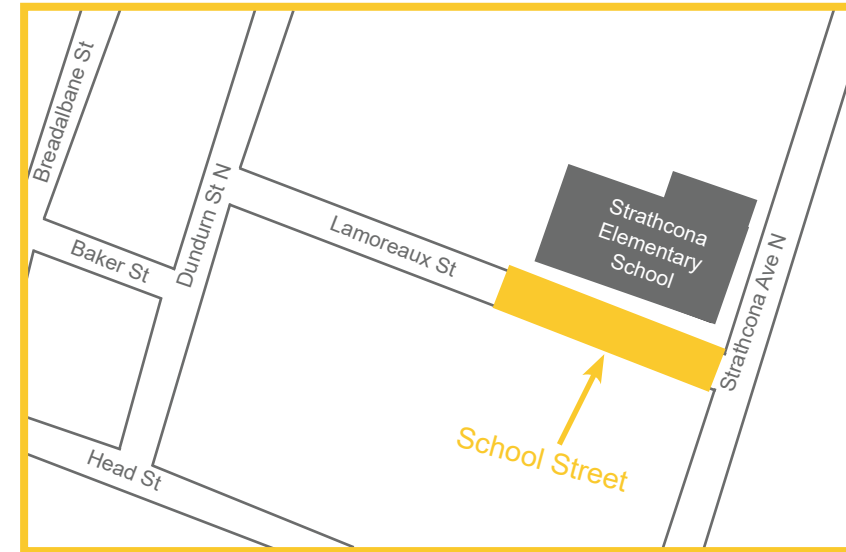 Breadalbane St
Dundurn St N
Baker St
Lamoreaux St
Strathcona
Elementary
School
Strathcona Ave N
School Street
Head St